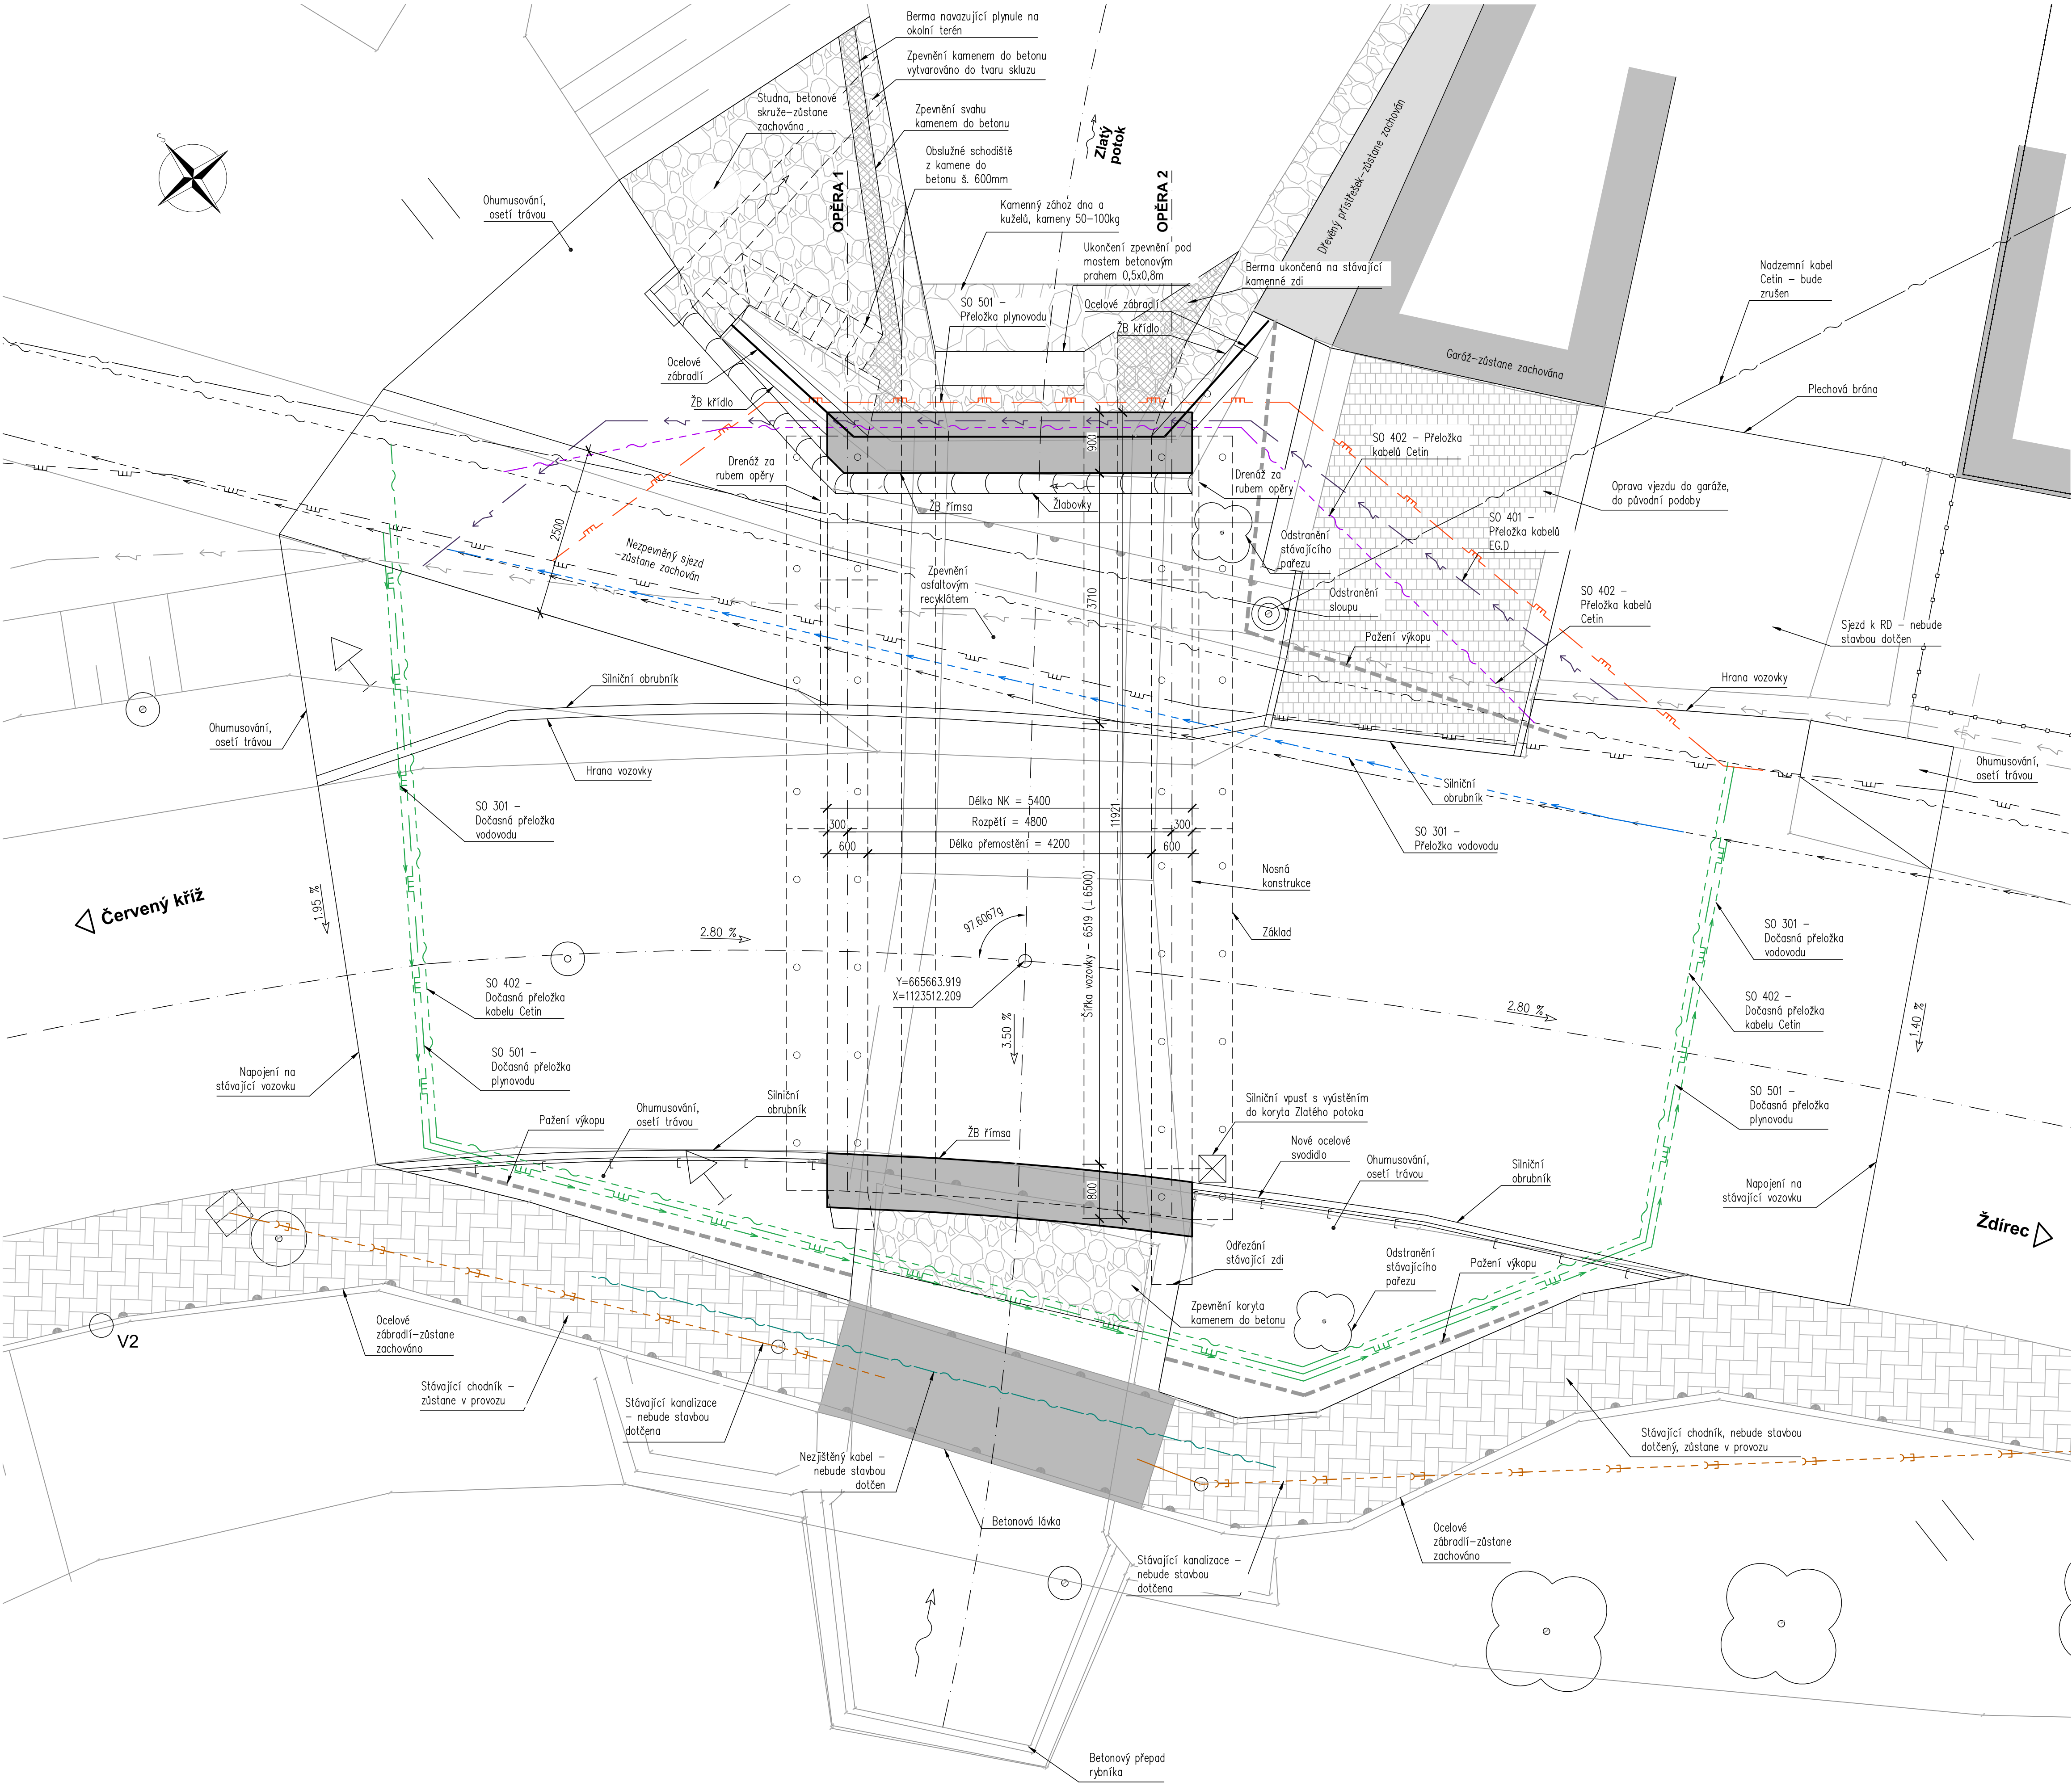 Berma navazující plynule na
okolní terén
Zpevnění kamenem do betonu
vytvarováno do tvaru skluzu
Studna, betonové
skruže-zůstane
zachována
Zpevnění svahu
kamenem do betonu
Obslužné schodiště
z kamene do
betonu š. 600mm
Zlatý
potok
OPĚRA 1
OPĚRA 2
Kamenný zához dna a
kuželů, kameny 50-100kg
Ukončení zpevnění pod
mostem betonovým
prahem 0,5x0,8m
Berma ukončená na stávající
kamenné zdi
Dřevěný přístřešek-zůstane zachován
Garáž-zůstane zachována
S
Ohumusování,
osetí trávou
Nadzemní kabel
Cetin - bude
zrušen
Plechová brána
SO 501 -
Přeložka plynovodu
Ocelové zábradlí
ŽB křídlo
Ocelové
zábradlí
ŽB křídlo
SO 402 - Přeložka
kabelů Cetin
Drenáž za
rubem opěry
Drenáž za
rubem opěry
900
ŽB římsa
Žlabovky
Oprava vjezdu do garáže,
do původní podoby
SO 401 -
Přeložka kabelů
EG.D
2500
Nezpevněný sjezd
-zůstane zachován
Odstranění
stávajícího
pařezu
Zpevnění
asfaltovým
recyklátem
3710
Odstranění
sloupu
SO 402 -
Přeložka kabelů
Cetin
Pažení výkopu
Sjezd k RD - nebude
stavbou dotčen
Silniční obrubník
Hrana vozovky
Ohumusování,
osetí trávou
Hrana vozovky
Ohumusování,
osetí trávou
Silniční
obrubník
SO 301 -
Dočasná přeložka
vodovodu
Délka NK = 5400
300
Rozpětí = 4800
300
600
Délka přemostění = 4200
600
11921
SO 301 -
Přeložka vodovodu
Nosná
konstrukce
Červený kříž
1.95 %
2.80 %
97.6067g
Šířka vozovky - 6519 (⊥ 6500)
Základ
SO 301 -
Dočasná přeložka
vodovodu
Y=665663.919
X=1123512.209
SO 402 -
Dočasná přeložka
kabelu Cetin
2.80 %
SO 402 -
Dočasná přeložka
kabelu Cetin
1.40 %
3.50 %
SO 501 -
Dočasná přeložka
plynovodu
Napojení na
stávající vozovku
SO 501 -
Dočasná přeložka
plynovodu
Silniční
obrubník
Ohumusování,
osetí trávou
Pažení výkopu
Silniční vpusť s vyústěním
do koryta Zlatého potoka
ŽB římsa
Nové ocelové
svodidlo
Ohumusování,
osetí trávou
Silniční
obrubník
Napojení na
stávající vozovku
800
Ždírec
Odřezání
stávající zdi
Odstranění
stávajícího
pařezu
Pažení výkopu
Zpevnění koryta
kamenem do betonu
V2
Ocelové
zábradlí-zůstane
zachováno
Stávající chodník -
zůstane v provozu
Stávající kanalizace
- nebude stavbou
dotčena
Nezjištěný kabel -
nebude stavbou
dotčen
Stávající chodník, nebude stavbou
dotčený, zůstane v provozu
Betonová lávka
Ocelové
zábradlí-zůstane
zachováno
Stávající kanalizace -
nebude stavbou
dotčena
Betonový přepad
rybníka